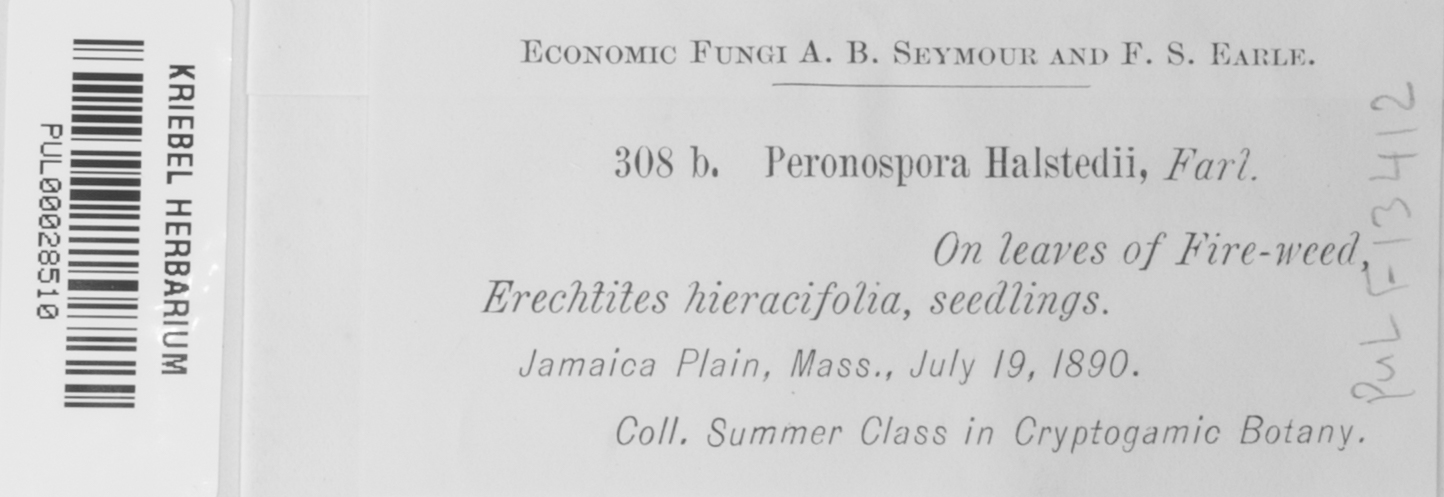 KRIEBEL HERBARIUM
PUL00028510
ECONOMIC FUNGI A. B. SEYMOUR AND F. S. EARLE.
308 b. Peronospora Halstedii, Farl.
On leaves of Fire-weed,
Erechtites hieracifolia, seedlings.
Jamaica Plain, Mass., July 19, 1890.
Coll. Summer Class in Cryptogamic Botany.
PUL F13412